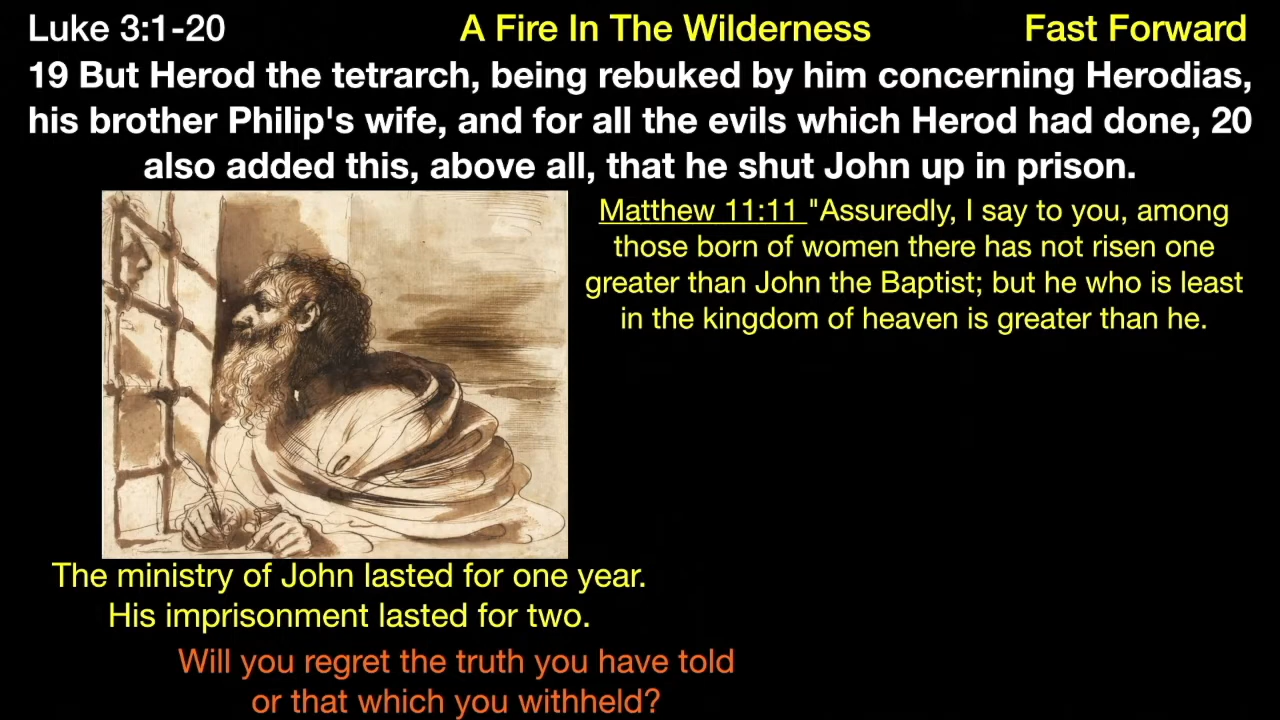 Luke 3:1-20 A Fire In The Wilderness Fast Forward
19 But Herod the tetrarch, being rebuked by him concerning Herodias,
his brother Philip's wife, and for all the evils which Herod had done, 20
also added this, above all, that he shut John up in prison.
Matthew 11:11 "Assuredly, I say to you, among
those born of women there has not risen one
greater than John the Baptist; but he who is least
in the kingdom of heaven is greater than he.
The ministry of John lasted for one year.
His imprisonment lasted for two.
Will you regret the truth you have told
or that which you withheld?